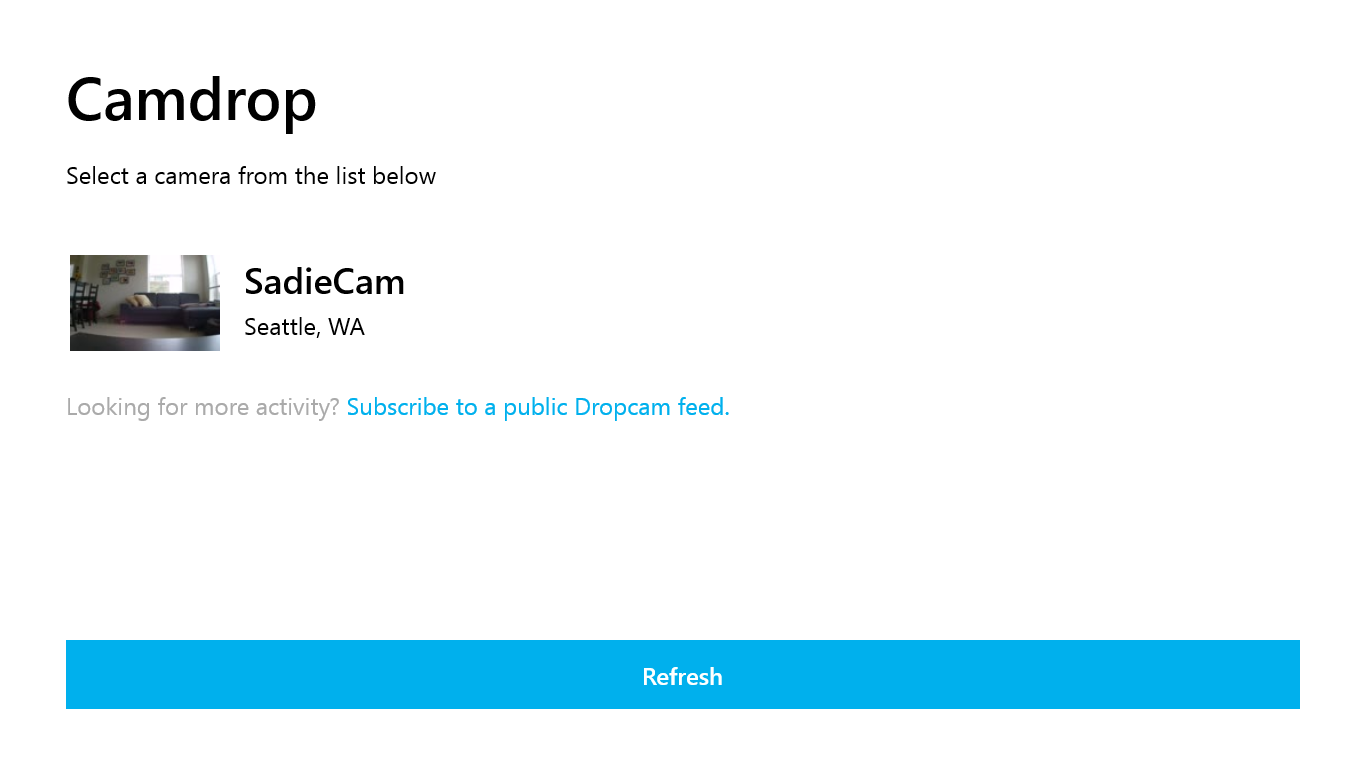 Camdrop
Select a camera from the list below
SadieCam
Seattle, WA
Looking for more activity? Subscribe to a public Dropcam feed.
Refresh